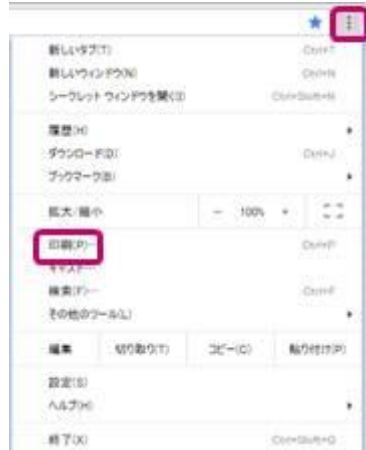 新しいタブ(T) Ctrl+T
新しいウィンドウ(N) Ctrl+N
シークレット ウィンドウを開く(I) Ctrl+Shift+N
履歴(H)
ダウンロード(D) Ctrl+J
ブックマーク(B)
拡大/縮小 - 100% +
印刷(P)… Ctrl+P
キャスト…
検索(F)… Ctrl+F
その他のツール(L)
編集 切り取り(T) コピー(C) 貼り付け(P)
設定(S)
ヘルプ(H)
終了(X) Ctrl+Shift+Q